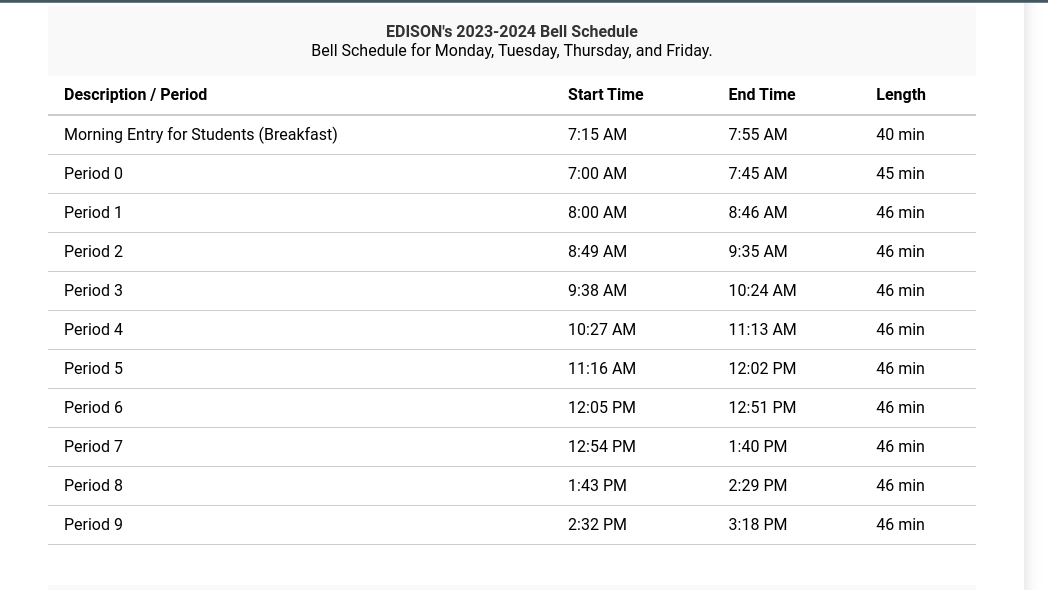 EDISON's 2023-2024 Bell Schedule
Bell Schedule for Monday, Tuesday, Thursday, and Friday.
Description / Period Start Time End Time Length
Morning Entry for Students (Breakfast) 7:15 AM 7:55 AM 40 min
Period 0 7:00 AM 7:45 AM 45 min
Period 1 8:00 AM 8:46 AM 46 min
Period 2 8:49 AM 9:35 AM 46 min
Period 3 9:38 AM 10:24 AM 46 min
Period 4 10:27 AM 11:13 AM 46 min
Period 5 11:16 AM 12:02 PM 46 min
Period 6 12:05 PM 12:51 PM 46 min
Period 7 12:54 PM 1:40 PM 46 min
Period 8 1:43 PM 2:29 PM 46 min
Period 9 2:32 PM 3:18 PM 46 min